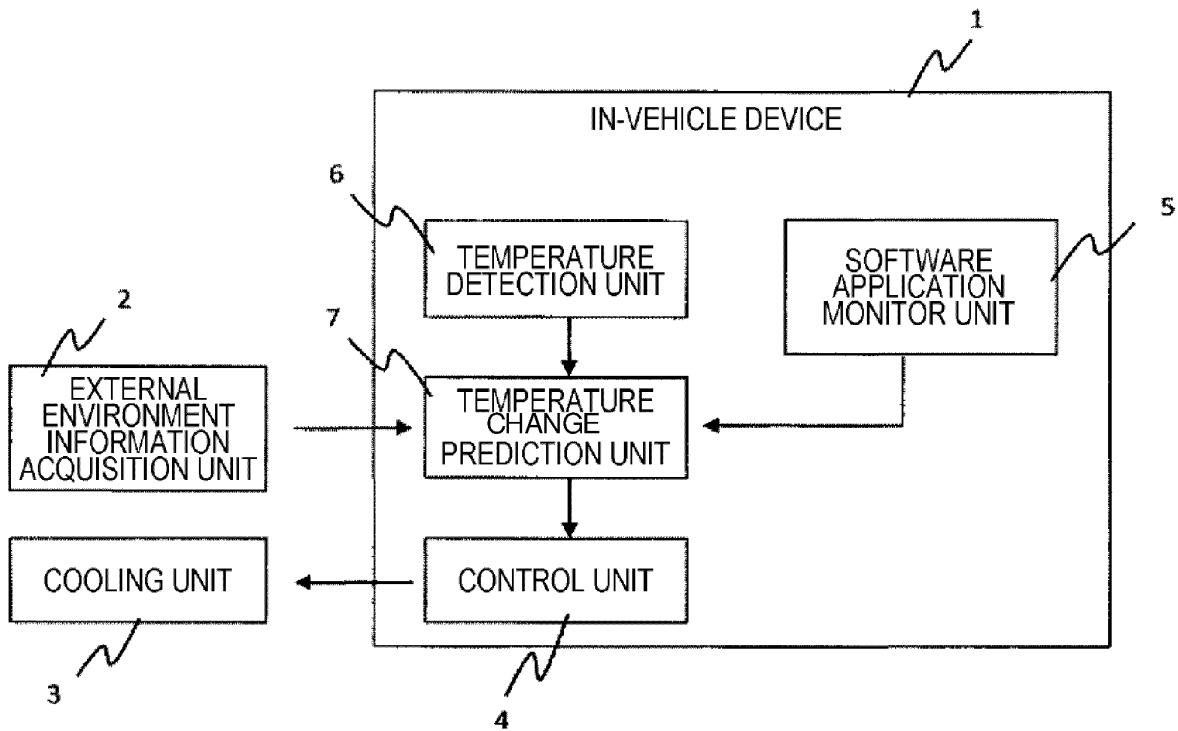 1
IN-VEHICLE DEVICE
6
TEMPERATURE
DETECTION UNIT
5
SOFTWARE
APPLICATION
MONITOR UNIT
2
EXTERNAL
ENVIRONMENT
INFORMATION
ACQUISITION UNIT
7
TEMPERATURE
CHANGE
PREDICTION UNIT
COOLING UNIT
3
CONTROL UNIT
4